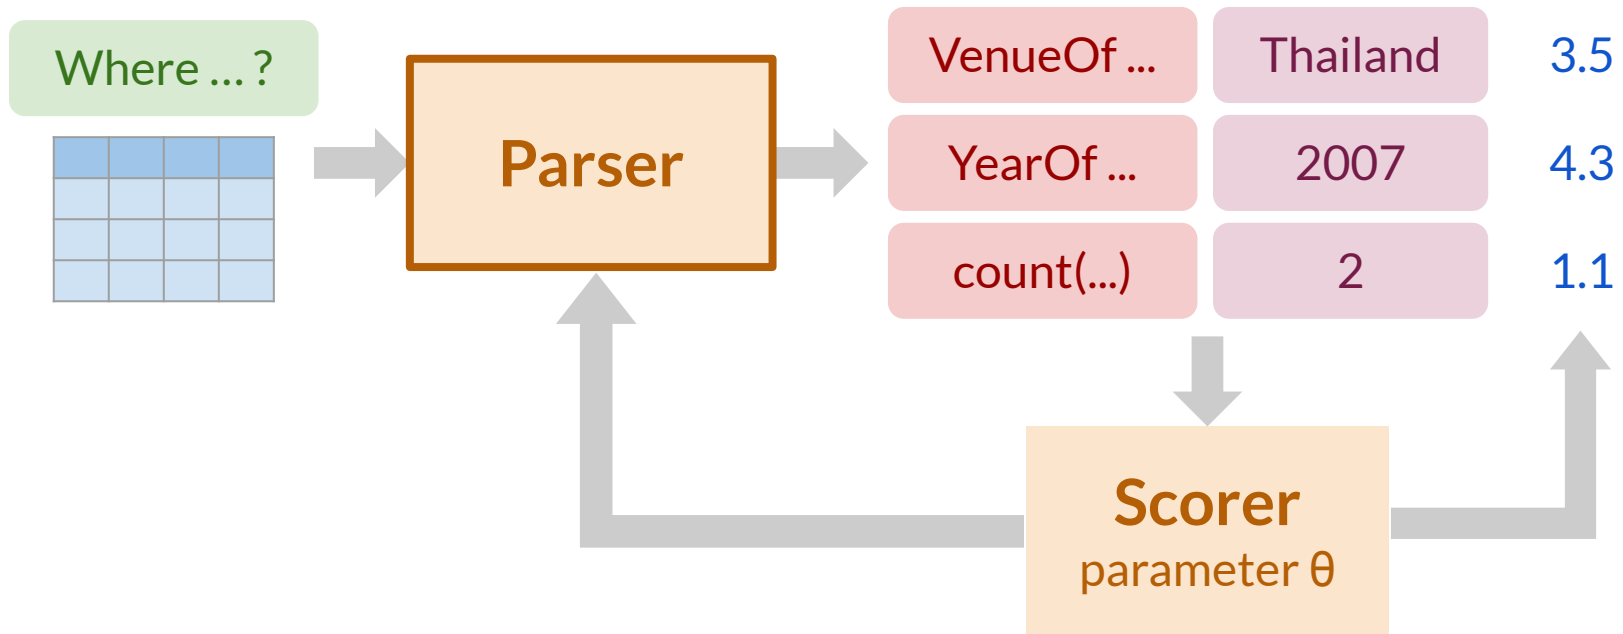 Where ... ?
Parser
VenueOf ... Thailand 3.5
YearOf ... 2007 4.3
count(...) 2 1.1
Scorer
parameter θ